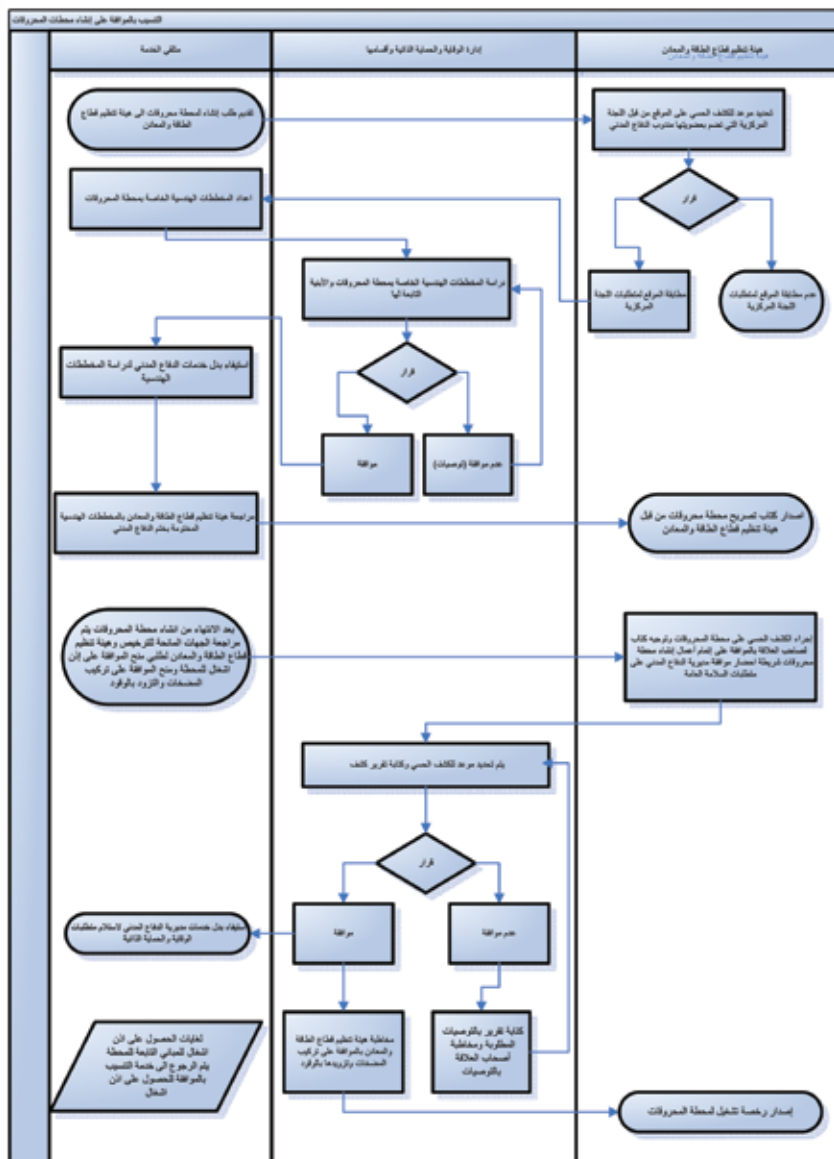 التنسيب بالموافقة على إنشاء محطات المحروقات
هيئة تنظيم قطاع الطاقة والمعادن
إدارة الوقاية والحماية الذاتية وأقسامها
متلقي الخدمة
تقديم طلب إنشاء لمحطة محروقات الى هيئة تنظيم قطاع
الطاقة والمعادن
تحديد موعد للكشف الحسي على الموقع من قبل اللجنة
المركزية التي تضم بعضويتها مندوب الدفاع المدني
قرار
اعداد المخططات الهندسية الخاصة بمحطة المحروقات
مطابقة الموقع لمتطلبات اللجنة
المركزية
عدم مطابقة الموقع لمتطلبات
اللجنة المركزية
دراسة المخططات الهندسية الخاصة بمحطة المحروقات والأبنية
التابعة لها
قرار
استيفاء بدل خدمات الدفاع المدني لدراسة المخططات
الهندسية
موافقة
عدم موافقة (توصيات)
مراجعة هيئة تنظيم قطاع الطاقة والمعادن بالمخططات الهندسية
المختومة بختم الدفاع المدني
اصدار كتاب تصريح محطة محروقات من قبل
هيئة تنظيم قطاع الطاقة والمعادن
بعد الانتهاء من انشاء محطة المحروقات يتم
مراجعة الجهات المانحة للترخيص وهيئة تنظيم
قطاع الطاقة والمعادن لطلبي منح الموافقة على إذن
اشغال للمحطة ومنح الموافقة على تركيب
المضخات والتزود بالوقود
إجراء الكشف الحسي على محطة المحروقات وتوجيه كتاب
لصاحب العلاقة بالموافقة على إتمام أعمال إنشاء محطة
محروقات شريطة احضار موافقة مديرية الدفاع المدني على
متطلبات السلامة العامة
يتم تحديد موعد للكشف الحسي وكتابة تقرير كشف
قرار
موافقة
عدم موافقة
استيفاء بدل خدمات مديرية الدفاع المدني لاستلام متطلبات
الوقاية والحماية الذاتية
مخاطبة هيئة تنظيم قطاع الطاقة
والمعادن بالموافقة على تركيب
المضخات وتزويدها بالوقود
كتابة تقرير بالتوصيات
المطلوبة ومخاطبة
أصحاب العلاقة
بالتوصيات
لغايات الحصول على اذن
اشغال للمباني التابعة للمحطة
يتم الرجوع الى خدمة التنسيب
بالموافقة للحصول على اذن
اشغال
إصدار رخصة تشغيل لمحطة المحروقات